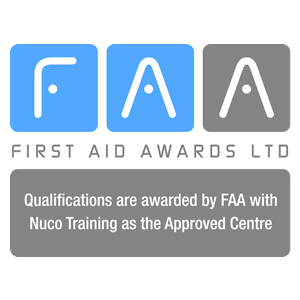 FAA
FIRST AID AWARDS LTD
Qualifications are awarded by FAA with
Nuco Training as the Approved Centre